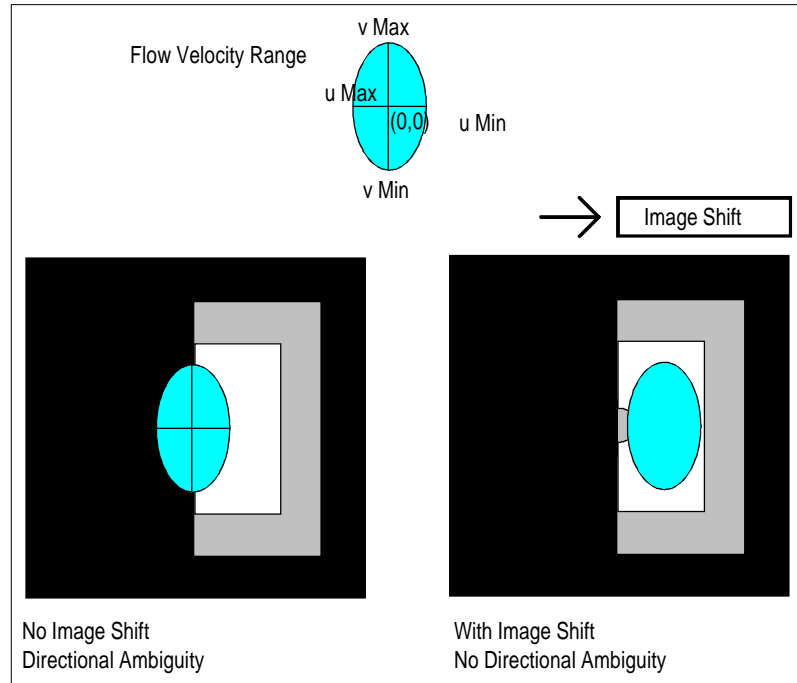 v Max
Flow Velocity Range
u Max
(0,0)
u Min
v Min
Image Shift
No Image Shift
Directional Ambiguity
With Image Shift
No Directional Ambiguity